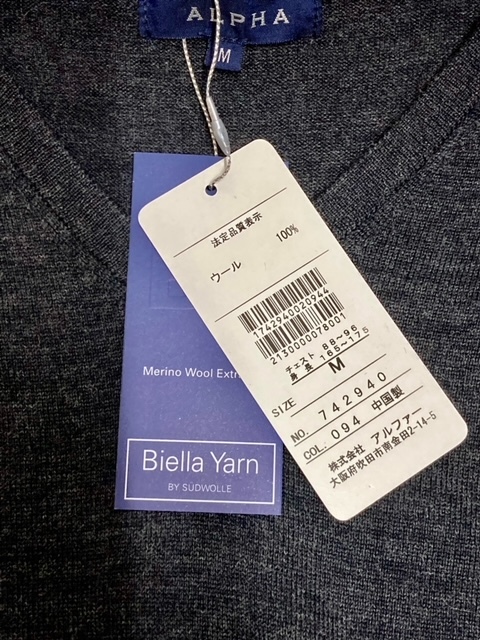 ALPHA
M
法定品質表示
ウール 100%
1742940020944
2130000078001
チェスト 88~96
身長 165~175
SIZE M
NO. 742940
COL. 094 中国製
株式会社 アルファー
大阪府吹田市南金田2-14-5
Merino Wool Extr
Biella Yarn
BY SÜDWOLLE